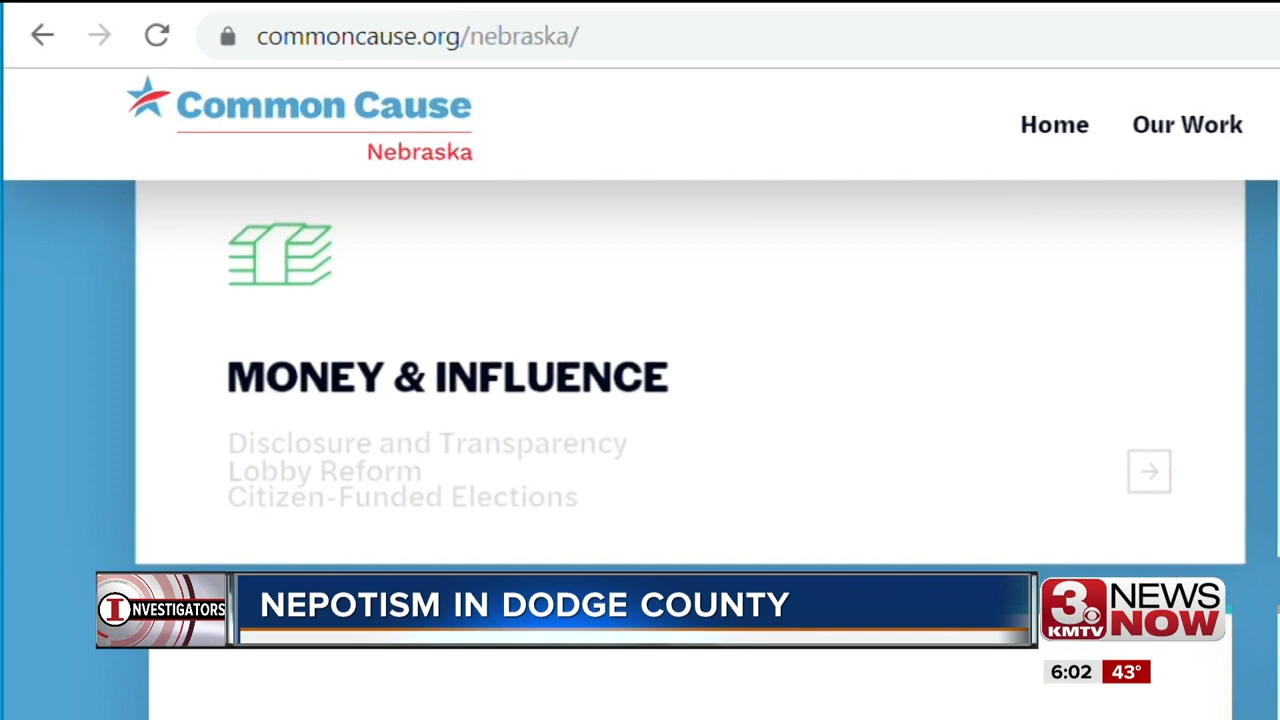 commoncause.org/nebraska/
Common Cause
Nebraska
Home Our Work
MONEY & INFLUENCE
Disclosure and Transparency
Lobby Reform
Citizen-Funded Elections
INVESTIGATORS
NEPOTISM IN DODGE COUNTY
3 KMTV NEWS NOW
6:02 43°